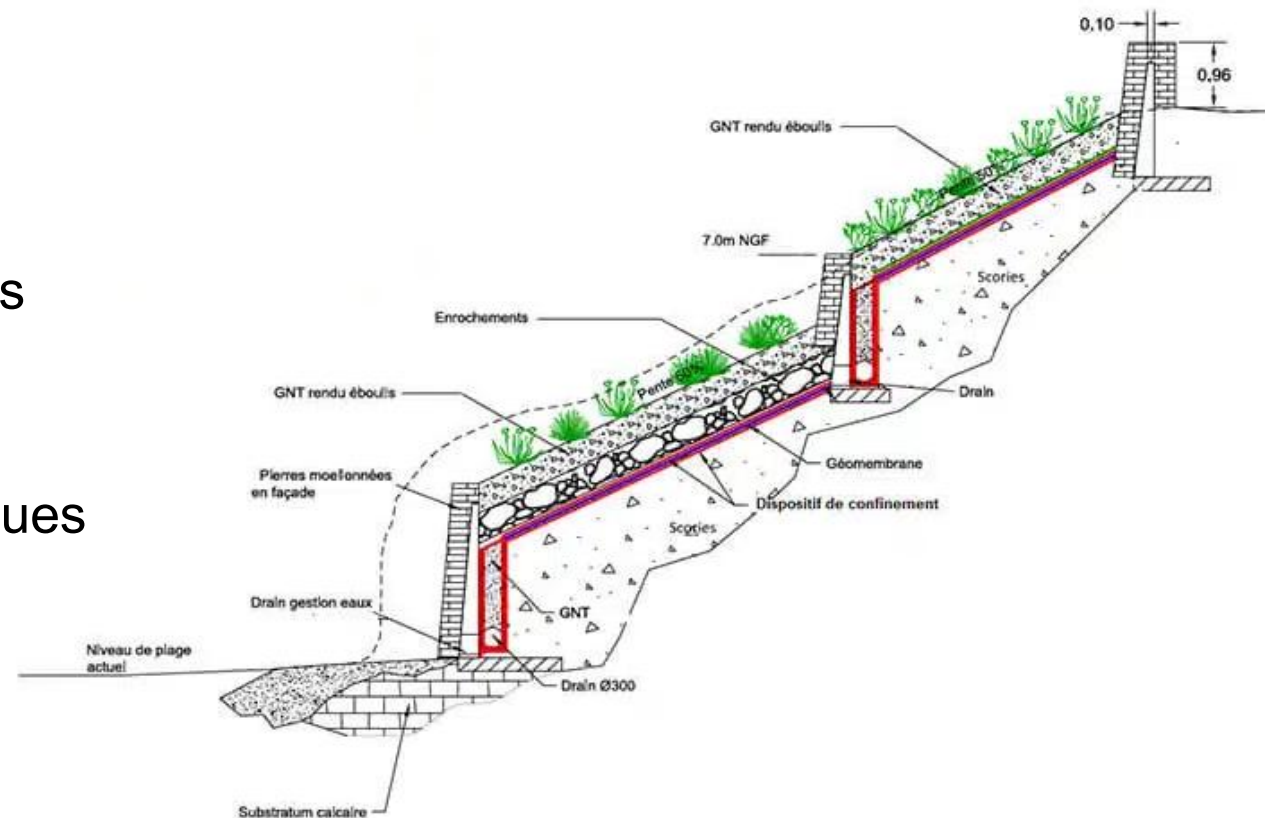 0,10
0,96
GNT rendu éboulis
Pente 50%
7.0m NGF
s
Scories
Enrochements
Pente 60%
GNT rendu éboulis
Drain
Géomembrane
Pierres moellonnées
en façade
Dispositif de confinement
ues
Scories
Drain gestion eaux
GNT
Niveau de plage
actuel
Drain Ø300
Substratum calcaire